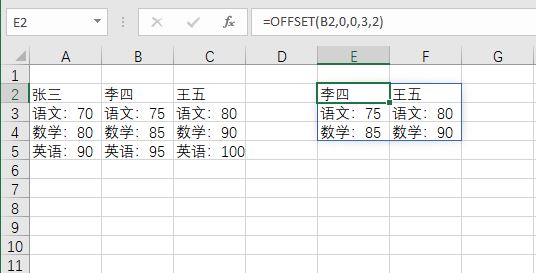 E2 fx =OFFSET(B2,0,0,3,2)
A B C D E F G
1
2 张三 李四 王五 李四 王五
3 语文：70 语文：75 语文：80 语文：75 语文：80
4 数学：80 数学：85 数学：90 数学：85 数学：90
5 英语：90 英语：95 英语：100
6
7
8
9
10
11